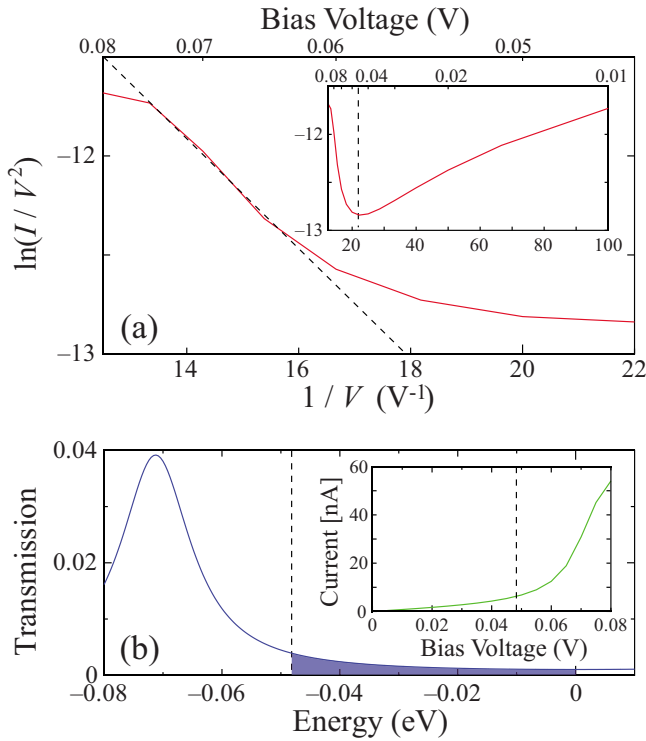 Bias Voltage (V)
0.08 0.07 0.06 0.05
0.08 0.04 0.02 0.01
−12
−13
20 40 60 80 100
ln(I / V²)
−12
−13
(a)
14 16 18 20 22
1 / V (V⁻¹)
0.04
0.02
0
Transmission
(b)
60
40
20
0
Current [nA]
0 0.02 0.04 0.06 0.08
Bias Voltage (V)
−0.08 −0.06 −0.04 −0.02 0
Energy (eV)